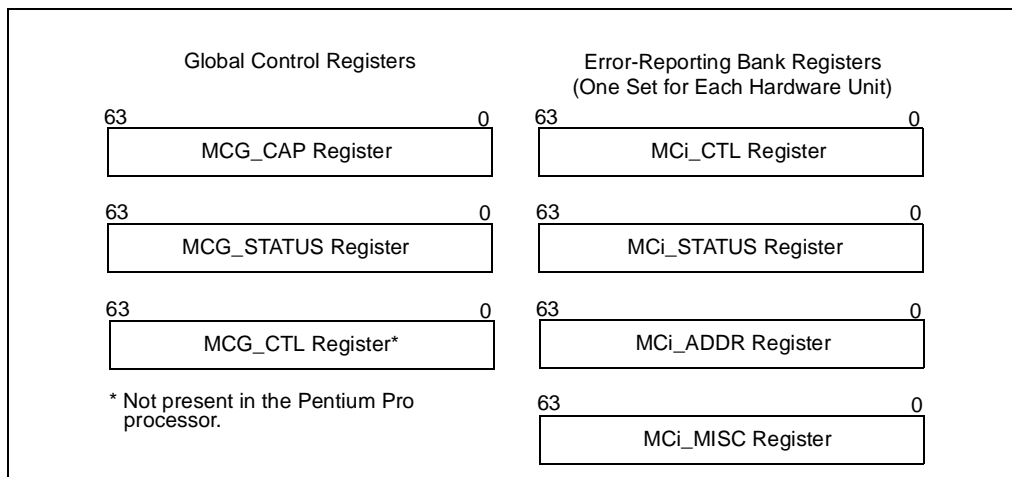 Global Control Registers
63 0
MCG_CAP Register
63 0
MCG_STATUS Register
63 0
MCG_CTL Register*
* Not present in the Pentium Pro
processor.
Error-Reporting Bank Registers
(One Set for Each Hardware Unit)
63 0
MCi_CTL Register
63 0
MCi_STATUS Register
63 0
MCi_ADDR Register
63 0
MCi_MISC Register